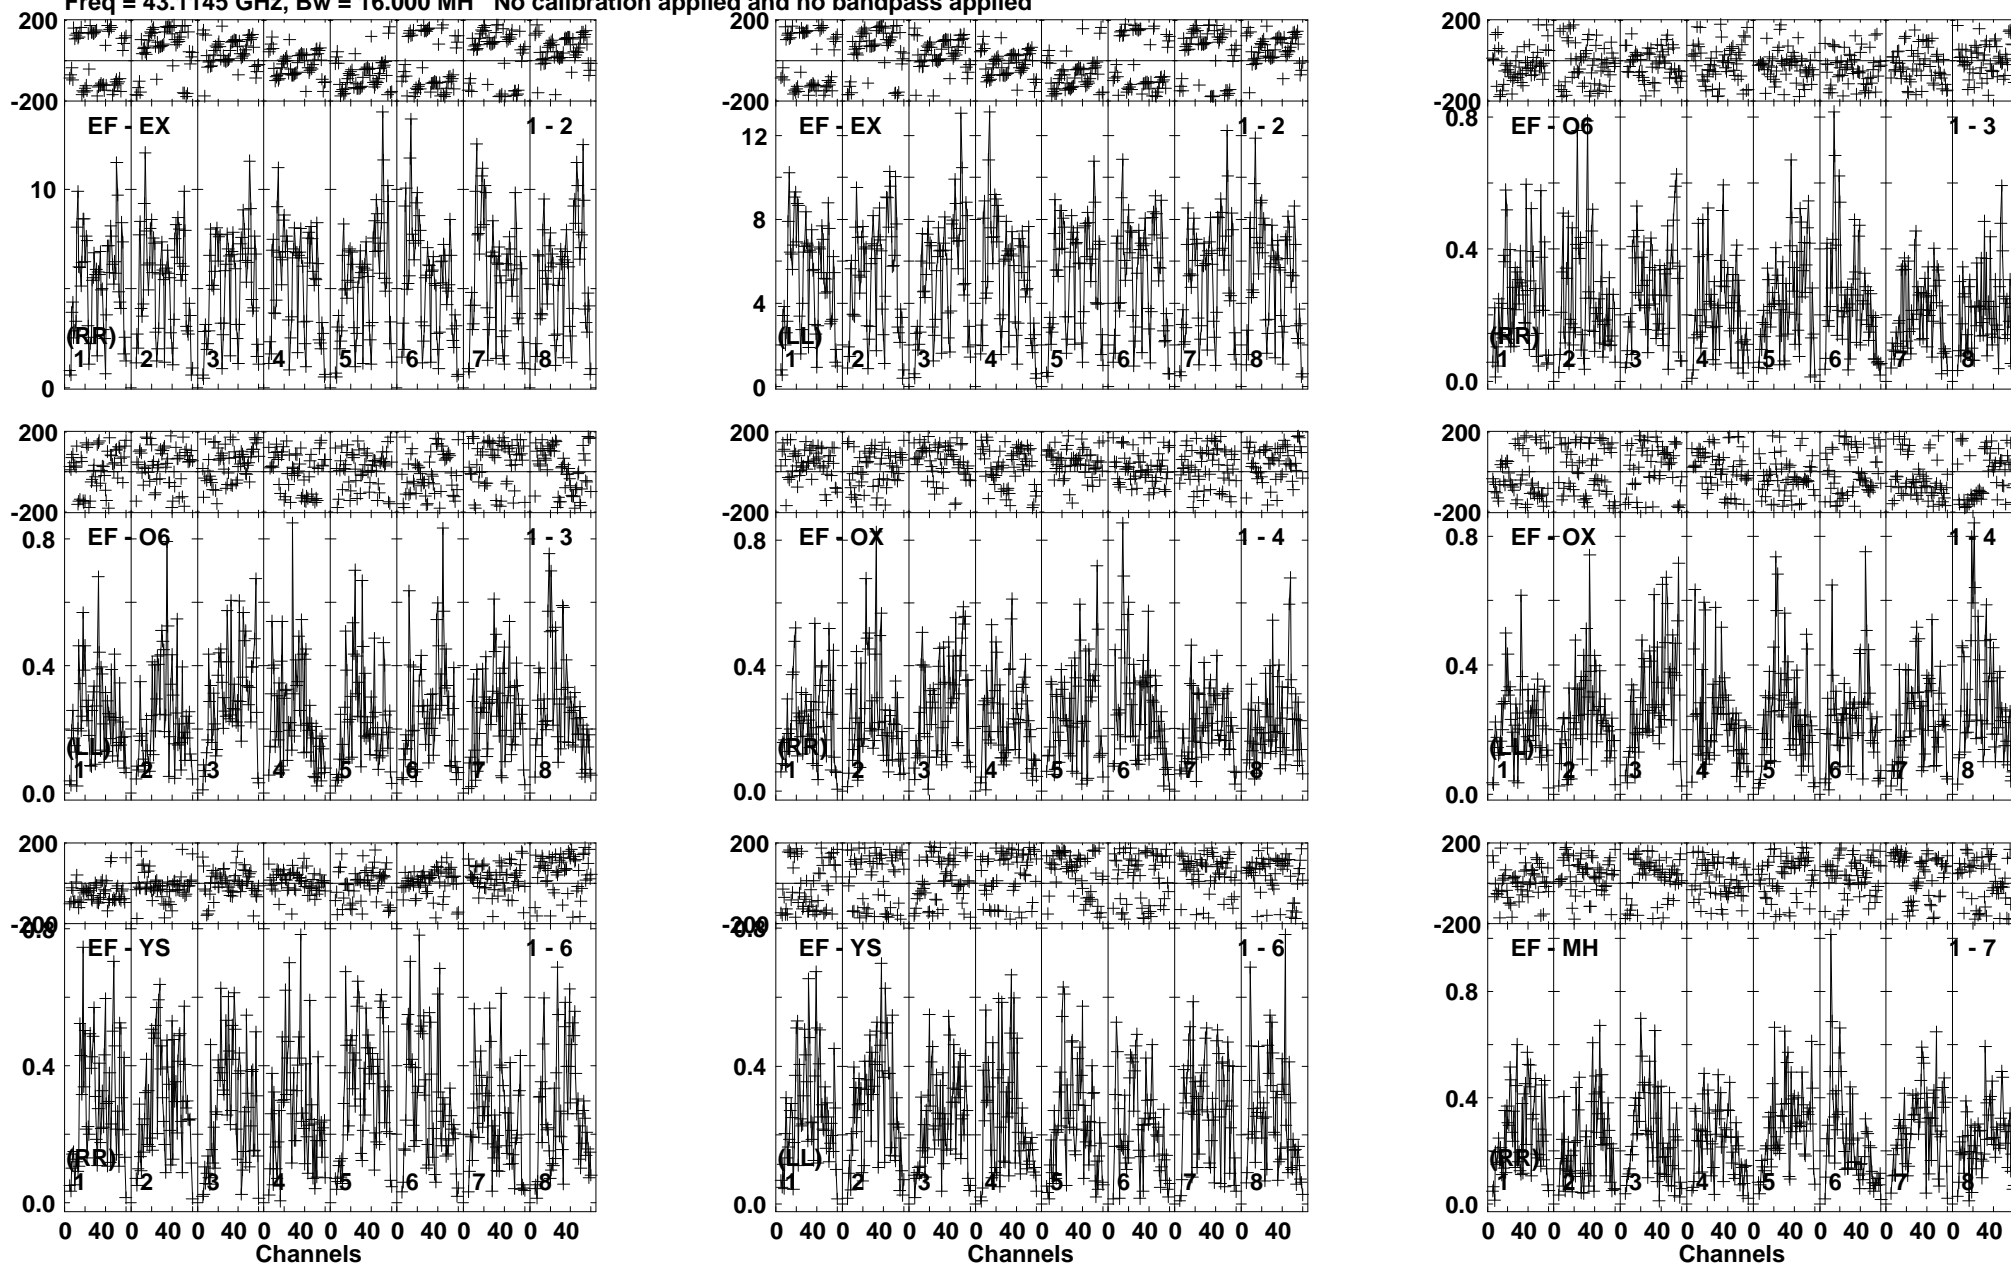 Freq = 43.1145 GHz, Bw = 16.000 MH No calibration applied and no bandpass applied
200 200 200
-200 -200 -200
EF - EX 1 - 2 EF - EX 1 - 2 EF - O6 1 - 3
10 12 8 4 0.8 0.4
(RR) (LL) (RR)
1 2 3 4 5 6 7 8 1 2 3 4 5 6 7 8 1 2 3 4 5 6 7 8
0 0 0.0
200 200 200
-200 -200 -200
EF - O6 1 - 3 EF - OX 1 - 4 EF - OX 1 - 4
0.8 0.8 0.8
0.4 0.4 0.4
(LL) (RR) (LL)
1 2 3 4 5 6 7 8 1 2 3 4 5 6 7 8 1 2 3 4 5 6 7 8
0.0 0.0 0.0
200 200 200
-200 -200 -200
0.8 0.8
EF - YS 1 - 6 EF - YS 1 - 6 EF - MH 1 - 7
0.8
0.4 0.4 0.4
(RR) (LL) (RR)
1 2 3 4 5 6 7 8 1 2 3 4 5 6 7 8 1 2 3 4 5 6 7 8
0.0 0.0 0.0
0 40 0 40 0 40 0 40 0 40 0 40 0 40 0 40 0 40 0 40 0 40 0 40 0 40 0 40 0 40 0 40 0 40 0 40 0 40 0 40 0 40 0 40 0 40 0 40
Channels Channels Channels